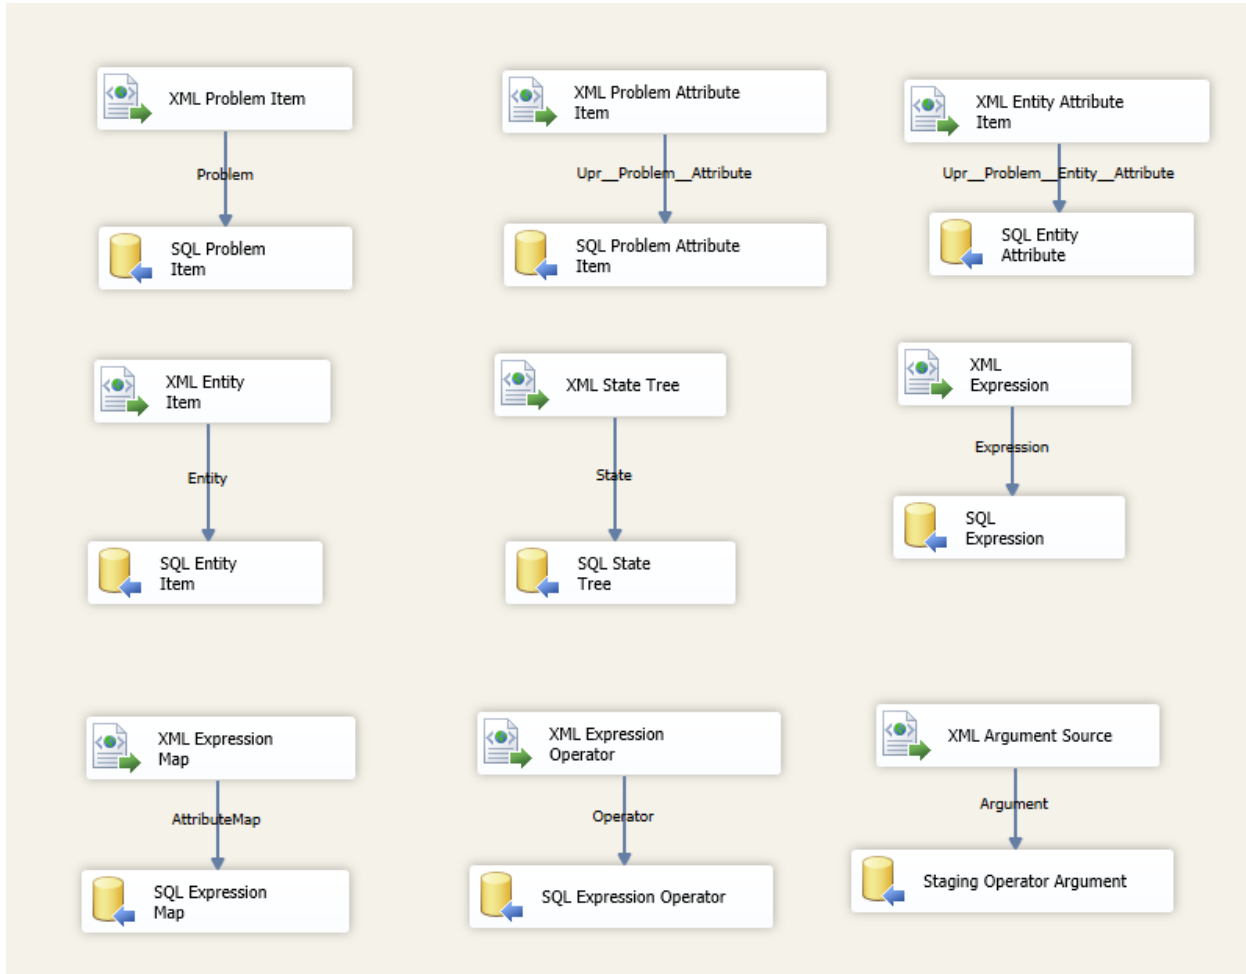 XML Problem Item
Problem
SQL Problem
Item
XML Problem Attribute
Item
Upr__Problem__Attribute
SQL Problem Attribute
Item
XML Entity Attribute
Item
Upr__Problem__Entity__Attribute
SQL Entity
Attribute
XML Entity
Item
Entity
SQL Entity
Item
XML State Tree
State
SQL State
Tree
XML
Expression
Expression
SQL
Expression
XML Expression
Map
AttributeMap
SQL Expression
Map
XML Expression
Operator
Operator
SQL Expression Operator
XML Argument Source
Argument
Staging Operator Argument